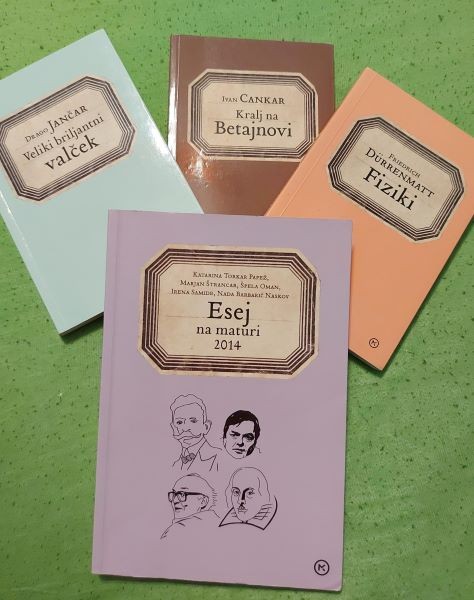 Drago JANČAR
Veliki briljantni
valček
IVAN CANKAR
Kralj na
Betajnovi
FRIEDRICH
DÜRRENMATT
Fiziki
KATARINA TORKAR PAPEŽ,
MARJAN ŠTRANCAR, ŠPELA OMAN,
IRENA SAMIDE, NADA BARBARIČ NASKOV
Esej
na maturi
2014